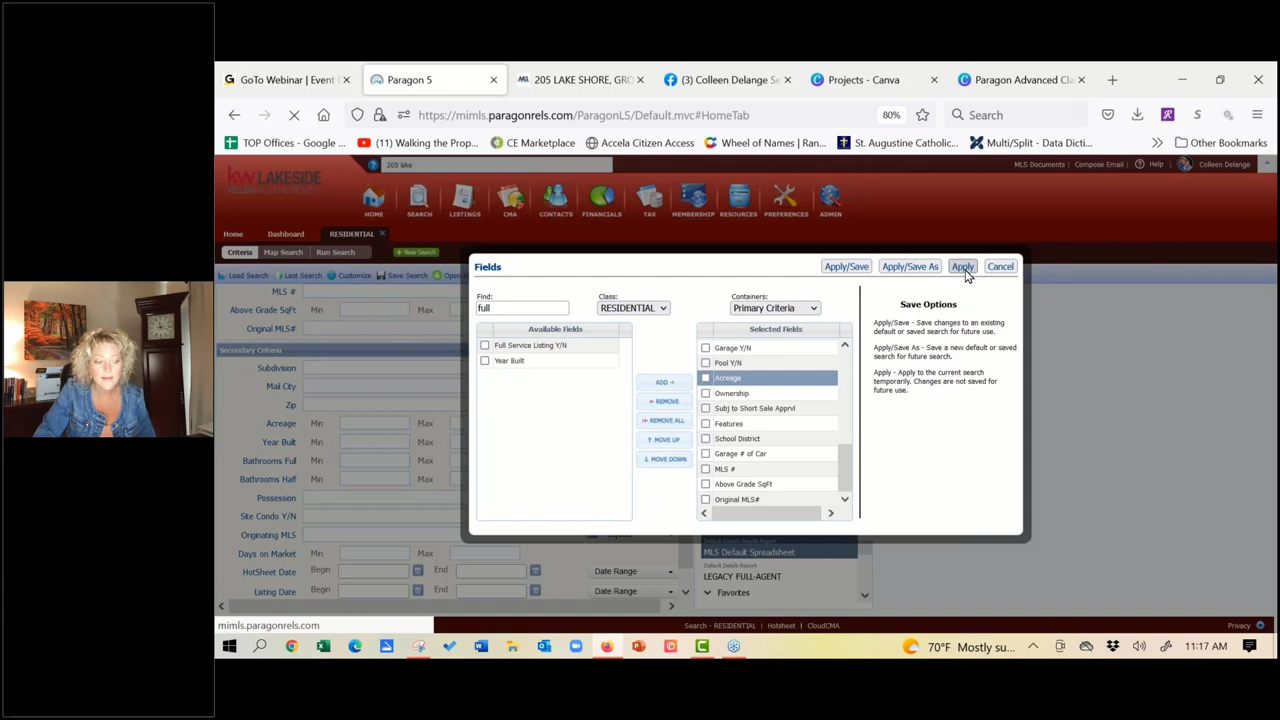 GoTo Webinar | Event
Paragon 5
205 LAKE SHORE, GRO
(3) Colleen Delange Se
Projects - Canva
Paragon Advanced Cla
https://mimls.paragonrels.com/ParagonLS/Default.mvc#HomeTab
80%
Search
TOP Offices - Google ...
(11) Walking the Prop...
CE Marketplace
Accela Citizen Access
Wheel of Names | Ran...
St. Augustine Catholic...
Multi/Split - Data Dicti...
Other Bookmarks
205 lake
MLS Documents
Compose Email
Help
Colleen Delange
kw LAKESIDE
HOME
SEARCH
LISTINGS
CMA
CONTACTS
FINANCIALS
TAX
MEMBERSHIP
RESOURCES
PREFERENCES
ADMIN
Home
Dashboard
RESIDENTIAL
Criteria
Map Search
Run Search
New Search
Load Search
Last Search
Customize
Save Search
MLS #
Above Grade SqFt Min Max
Original MLS#
Secondary Criteria
Subdivision
Mail City
Zip
Acreage Min Max
Year Built Min Max
Bathrooms Full Min Max
Bathrooms Half Min Max
Possession
Site Condo Y/N
Originating MLS
Days on Market Min Max
HotSheet Date Begin End Date Range
Listing Date Begin End Date Range
Fields
Apply/Save
Apply/Save As
Apply
Cancel
Find:
full
Class:
RESIDENTIAL
Containers:
Primary Criteria
Available Fields
Full Service Listing Y/N
Year Built
ADD
REMOVE
REMOVE ALL
MOVE UP
MOVE DOWN
Selected Fields
Garage Y/N
Pool Y/N
Acreage
Ownership
Subj to Short Sale Apprvl
Features
School District
Garage # of Car
MLS #
Above Grade SqFt
Original MLS#
Save Options
Apply/Save - Save changes to an existing
default or saved search for future use.
Apply/Save As - Save a new default or saved
search for future search.
Apply - Apply to the current search
temporarily. Changes are not saved for
future use.
MLS Default Spreadsheet
Default Details Report
LEGACY FULL-AGENT
Favorites
mimls.paragonrels.com
Search - RESIDENTIAL
Hotsheet
CloudCMA
Privacy
70°F Mostly su...
11:17 AM